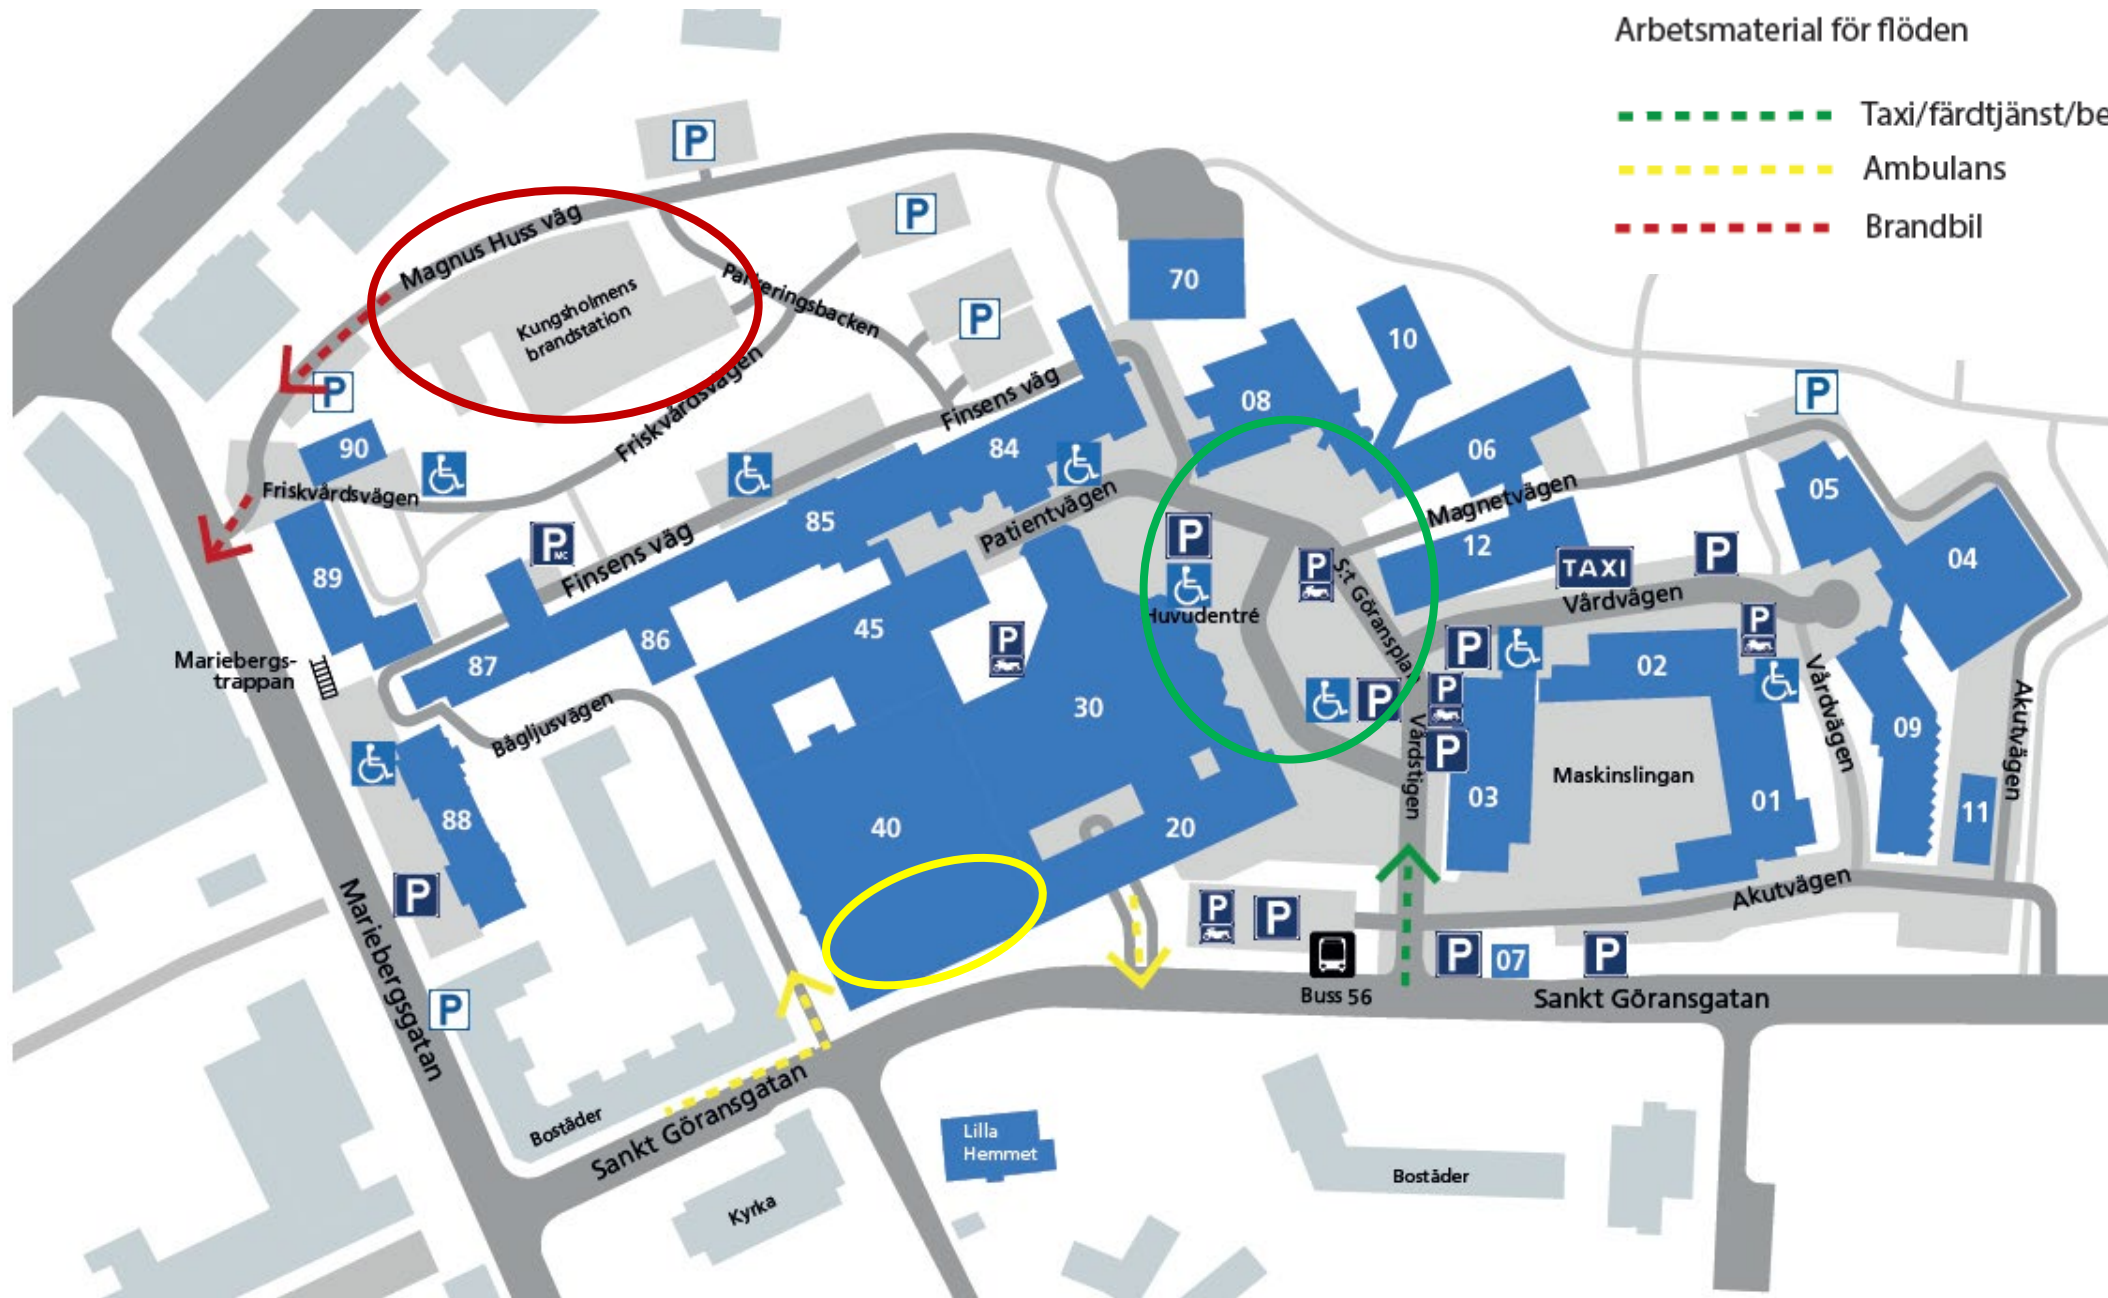 Arbetsmaterial för flöden
Taxi/färdtjänst/be
Ambulans
Brandbil
P
P
Magnus Huss väg
Kungsholmens
brandstation
Parkeringsbacken
P
70
10
P
90
Friskvårdsvägen
Finsens väg
08
84
06
P
05
Friskvårdsvägen
85
Patientvägen
Magnetvägen
12
P
P
MC
Finsens väg
89
P
S:t Göransplan
TAXI
P
04
Huvudentré
Vårdvägen
86
45
P
P
P
02
Mariebergs-
trappan
87
30
P
P
Vårdvägen
Akutvägen
Bågljusvägen
09
Vårdstigen
P
Maskinslingan
88
40
20
03
01
11
P
Mariebergsgatan
P
P
Akutvägen
P
07
P
Buss 56
Sankt Göransgatan
P
Bostäder
Sankt Göransgatan
Lilla
Hemmet
Bostäder
Kyrka